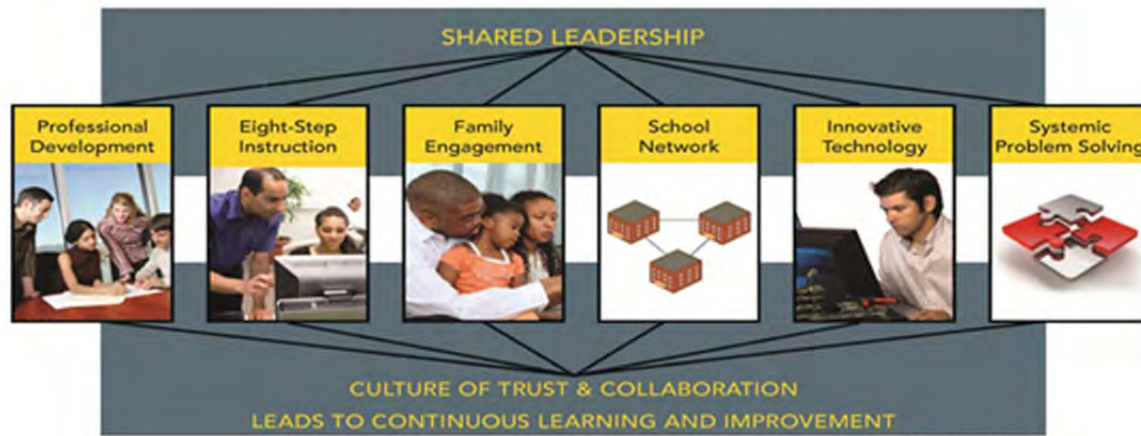 SHARED LEADERSHIP
Professional
Development
Eight-Step
Instruction
Family
Engagement
School
Network
Innovative
Technology
Systemic
Problem Solving
CULTURE OF TRUST & COLLABORATION
LEADS TO CONTINUOUS LEARNING AND IMPROVEMENT